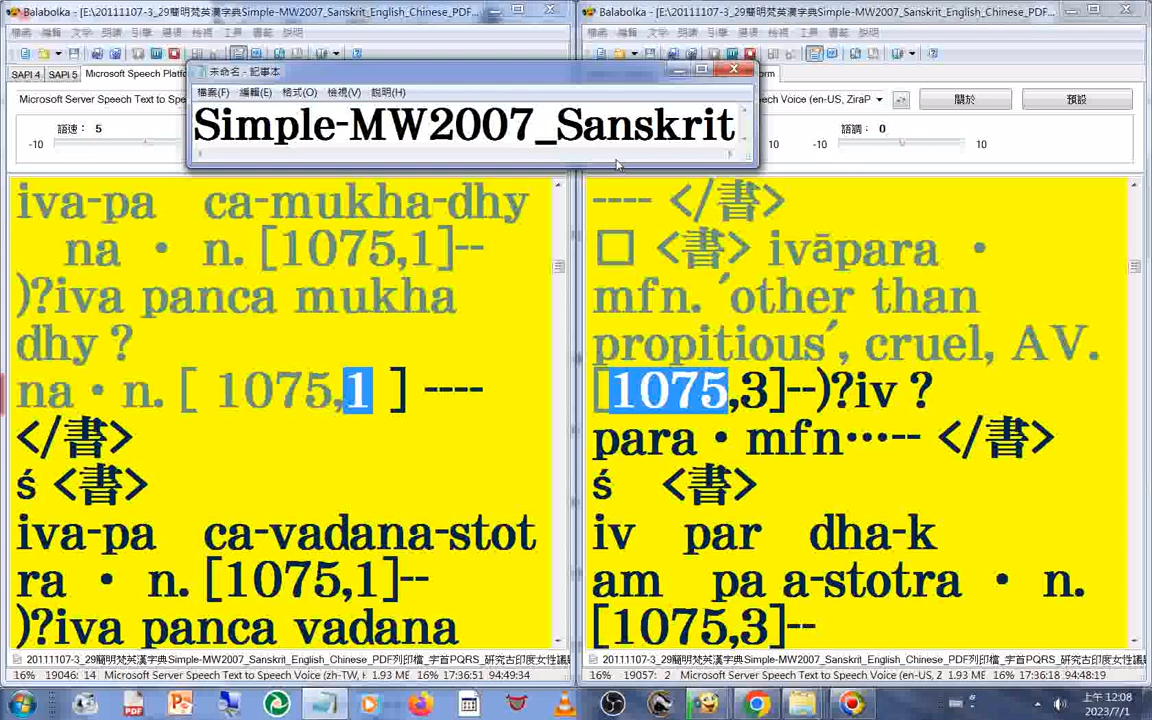 Balabolka - [E:\20111107-3_29簡明梵英漢字典Simple-MW2007_Sanskrit_English_Chinese_PDF...
SAPI 4 SAPI 5 Microsoft Speech Platf
Microsoft Server Speech Text to Spe
語速： 5
-10
未命名 - 記事本
檔案(F) 編輯(E) 格式(O) 檢視(V) 說明(H)
Simple-MW2007_Sanskrit
iva-pa ca-mukha-dhy
na · n. [1075,1]--
)?iva panca mukha
dhy ?
na · n. [ 1075,1 ] ----
</書>
ś <書>
iva-pa ca-vadana-stot
ra · n. [1075,1]--
)?iva panca vadana
20111107-3_29簡明梵英漢字典Simple-MW2007_Sanskrit_English_Chinese_PDF列印檔_字首PQRS_研究古印度女性議
16% 19046: 14 Microsoft Server Speech Text to Speech Voice (zh-TW, H 1.93 MB 16% 17:36:51 94:49:34
Balabolka - [E:\20111107-3_29簡明梵英漢字典Simple-MW2007_Sanskrit_English_Chinese_PDF...
ech Voice (en-US, ZiraP
關於 預設
10 -10 語調： 0 10
---- </書>
□ <書> ivāpara ·
mfn. ´other than
propitious´, cruel, AV.
[1075,3]--)?iv ?
para · mfn…-- </書>
ś <書>
iv par dha-k
am pa a-stotra · n.
[1075,3]--
20111107-3_29簡明梵英漢字典Simple-MW2007_Sanskrit_English_Chinese_PDF列印檔_字首PQRS_研究古印度女性議
16% 19057: 2 Microsoft Server Speech Text to Speech Voice (en-US, Z 1.93 MB 16% 17:36:51 94:48:19
上午 12:08
2023/7/1